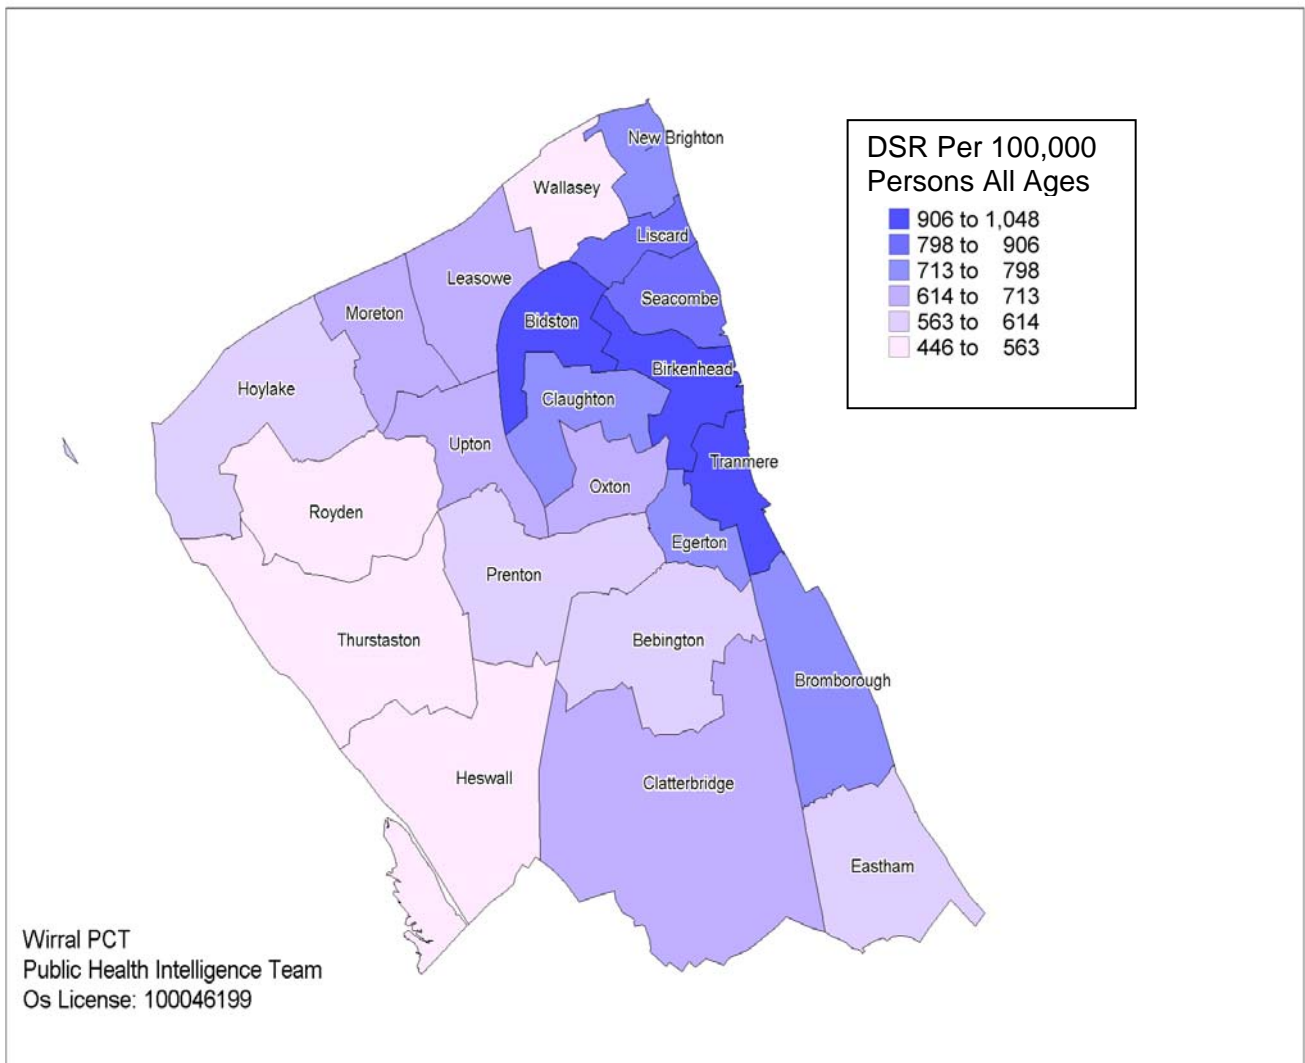 New Brighton
Wallasey
Liscard
Leasowe
Seacombe
Moreton
Bidston
Birkenhead
Hoylake
Claughton
Upton
Tranmere
Oxton
Royden
Egerton
Prenton
Thurstaston
Bebington
Bromborough
Heswall
Clatterbridge
Eastham
DSR Per 100,000
Persons All Ages
906 to 1,048
798 to 906
713 to 798
614 to 713
563 to 614
446 to 563
Wirral PCT
Public Health Intelligence Team
Os License: 100046199